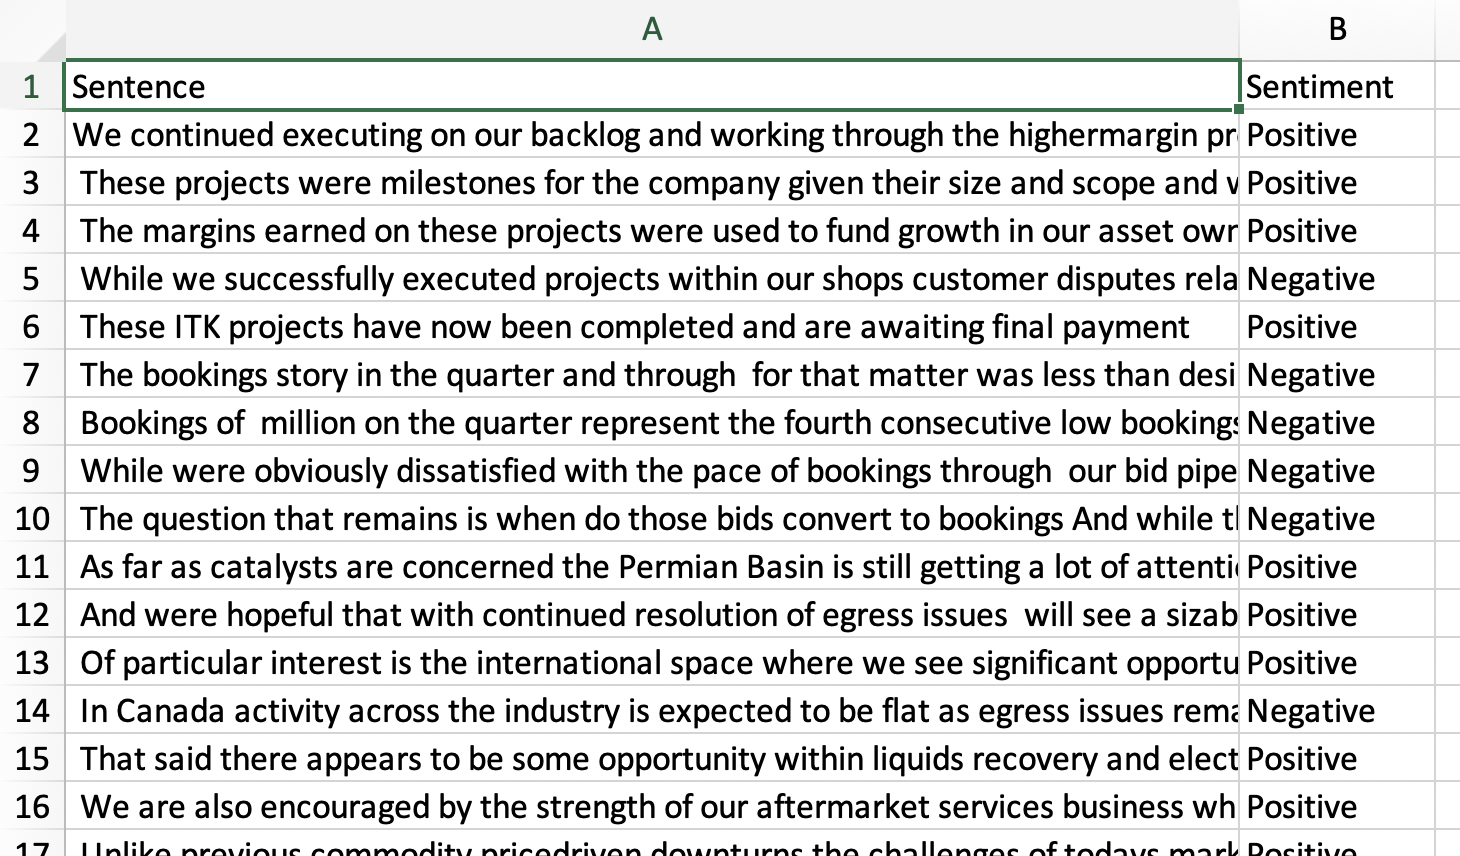 A B
1 Sentence Sentiment
2 We continued executing on our backlog and working through the highermargin pr Positive
3 These projects were milestones for the company given their size and scope and Positive
4 The margins earned on these projects were used to fund growth in our asset Positive
5 While we successfully executed projects within our shops customer disputes rela Negative
6 These ITK projects have now been completed and are awaiting final payment Positive
7 The bookings story in the quarter and through for that matter was less than desi Negative
8 Bookings of million on the quarter represent the fourth consecutive low bookings Negative
9 While were obviously dissatisfied with the pace of bookings through our bid pipe Negative
10 The question that remains is when do those bids convert to bookings And while Negative
11 As far as catalysts are concerned the Permian Basin is still getting a lot of attenti Positive
12 And were hopeful that with continued resolution of egress issues will see a sizab Positive
13 Of particular interest is the international space where we see significant opportu Positive
14 In Canada activity across the industry is expected to be flat as egress issues rema Negative
15 That said there appears to be some opportunity within liquids recovery and elect Positive
16 We are also encouraged by the strength of our aftermarket services business wh Positive
17 Unlike previous commodity pricedriven downturns the challenges of todays mark Positive